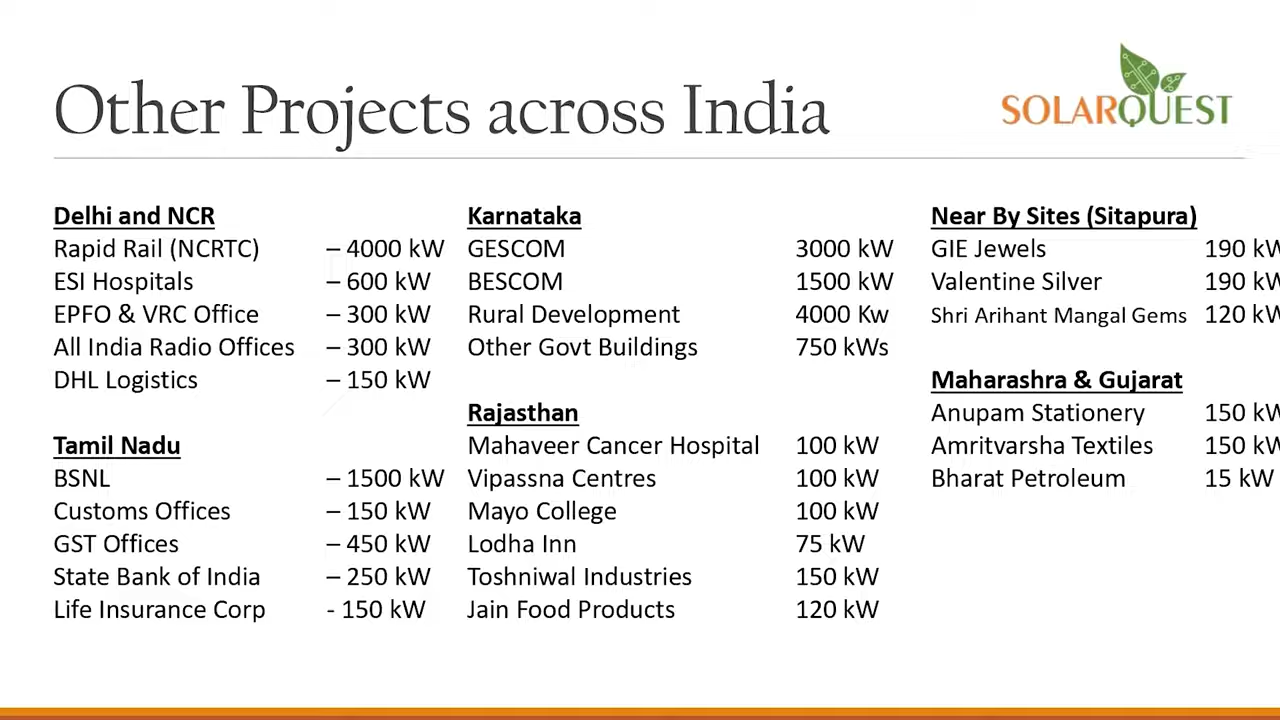 Other Projects across India
SOLARQUEST
Delhi and NCR
Rapid Rail (NCRTC) – 4000 kW
ESI Hospitals – 600 kW
EPFO & VRC Office – 300 kW
All India Radio Offices – 300 kW
DHL Logistics – 150 kW
Tamil Nadu
BSNL – 1500 kW
Customs Offices – 150 kW
GST Offices – 450 kW
State Bank of India – 250 kW
Life Insurance Corp - 150 kW
Karnataka
GESCOM 3000 kW
BESCOM 1500 kW
Rural Development 4000 Kw
Other Govt Buildings 750 kWs
Rajasthan
Mahaveer Cancer Hospital 100 kW
Vipassna Centres 100 kW
Mayo College 100 kW
Lodha Inn 75 kW
Toshniwal Industries 150 kW
Jain Food Products 120 kW
Near By Sites (Sitapura)
GIE Jewels 190 kW
Valentine Silver 190 kW
Shri Arihant Mangal Gems 120 kW
Maharashra & Gujarat
Anupam Stationery 150 kW
Amritvarsha Textiles 150 kW
Bharat Petroleum 15 kW